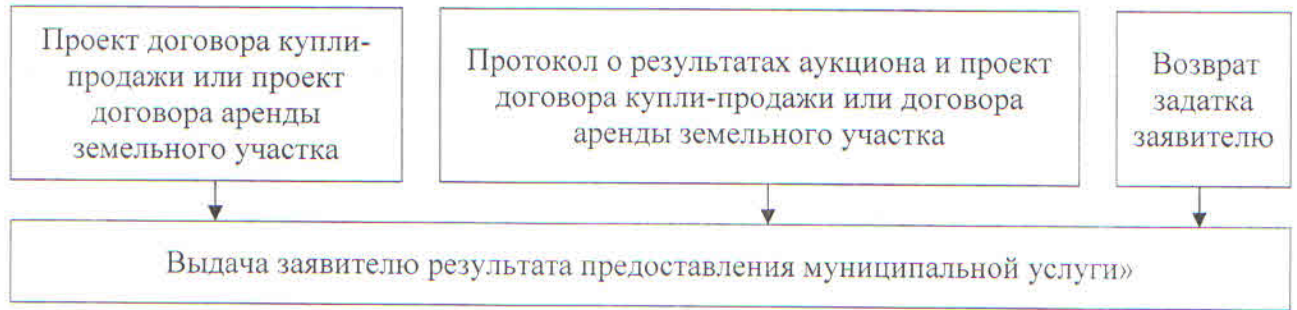 Проект договора купли-
продажи или проект
договора аренды
земельного участка
Протокол о результатах аукциона и проект
договора купли-продажи или договора
аренды земельного участка
Возврат
задатка
заявителю
Выдача заявителю результата предоставления муниципальной услуги»